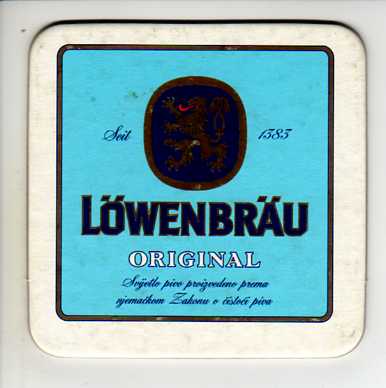 Seit 1383
LÖWENBRÄU
ORIGINAL
Svijetlo pivo proizvedeno prema
njemačkom Zakonu o čistoći piva